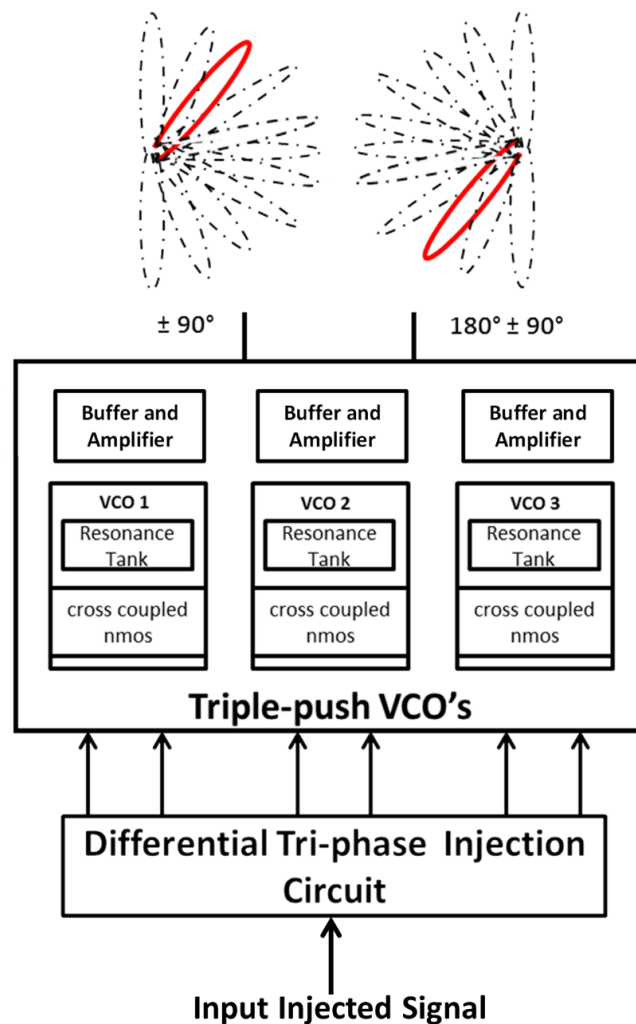 ± 90°
180° ± 90°
Buffer and
Amplifier
Buffer and
Amplifier
Buffer and
Amplifier
VCO 1
Resonance
Tank
cross coupled
nmos
VCO 2
Resonance
Tank
cross coupled
nmos
VCO 3
Resonance
Tank
cross coupled
nmos
Triple-push VCO's
Differential Tri-phase Injection
Circuit
Input Injected Signal